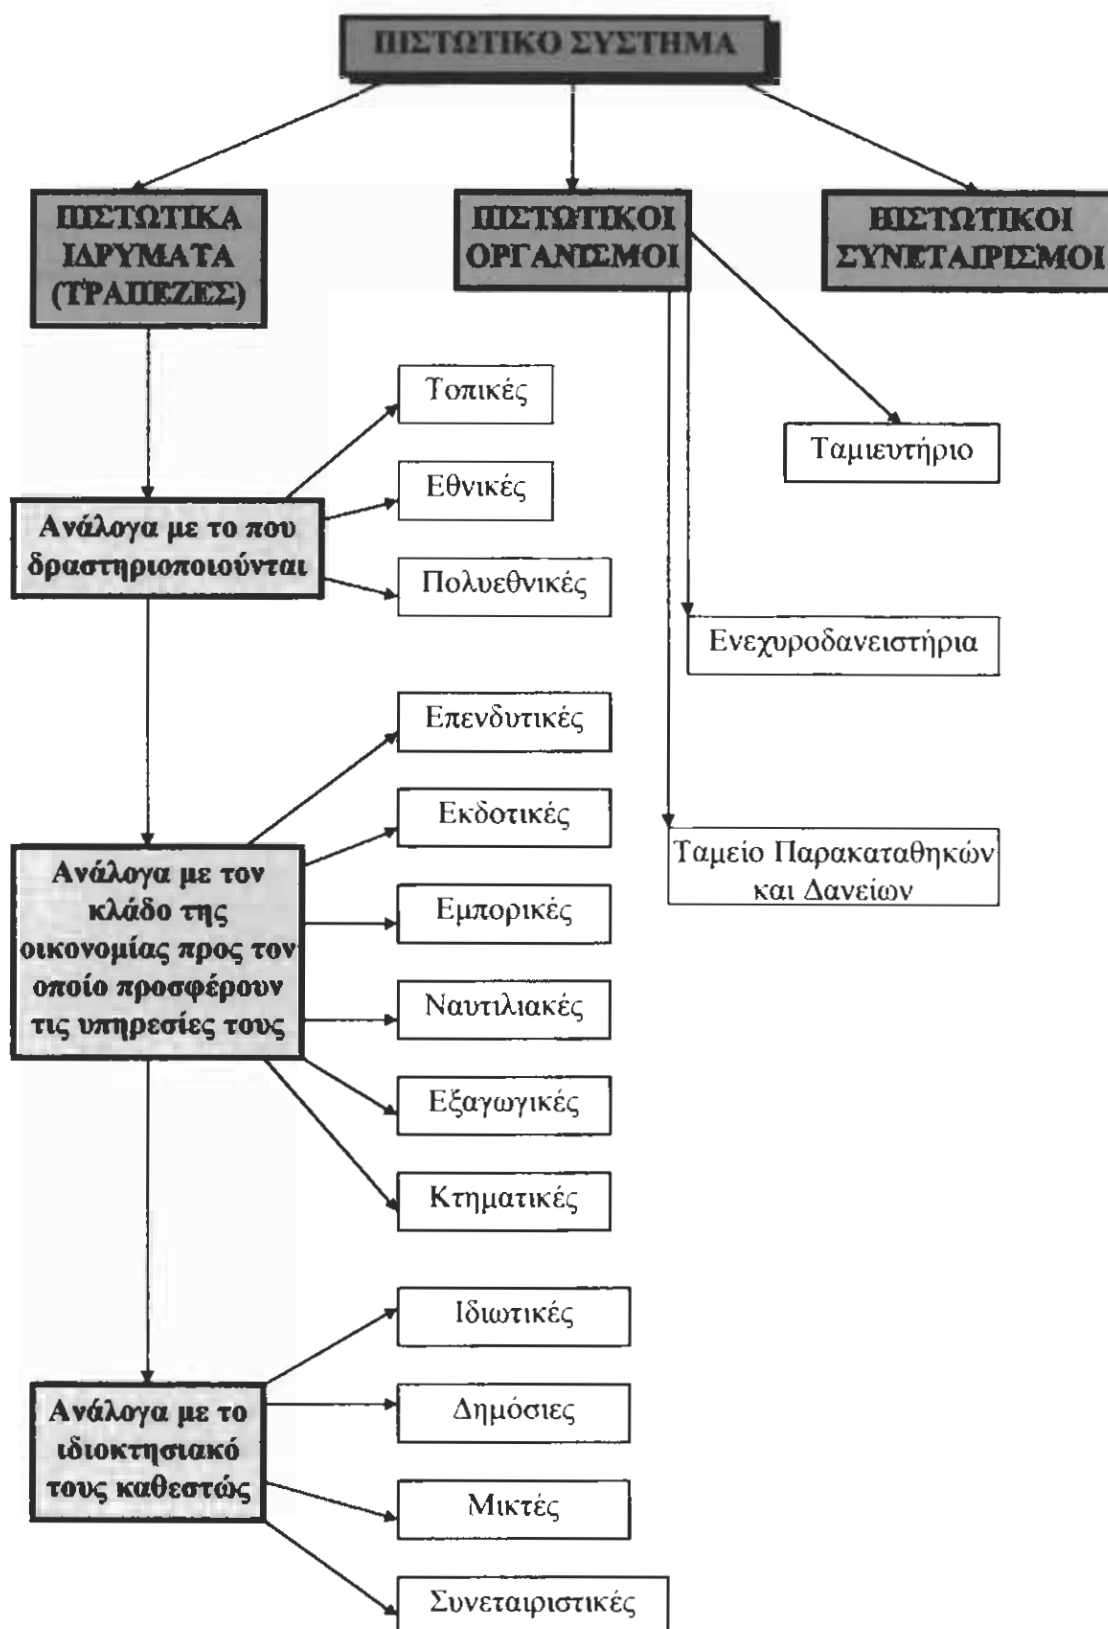 ΠΙΣΤΩΤΙΚΟ ΣΥΣΤΗΜΑ
ΠΙΣΤΩΤΙΚΑ
ΙΔΡΥΜΑΤΑ
(ΤΡΑΠΕΖΕΣ)
ΠΙΣΤΩΤΙΚΟΙ
ΟΡΓΑΝΙΣΜΟΙ
ΠΙΣΤΩΤΙΚΟΙ
ΣΥΝΕΤΑΙΡΙΣΜΟΙ
Ανάλογα με το που
δραστηριοποιούνται
Τοπικές
Εθνικές
Πολυεθνικές
Ταμιευτήριο
Ενεχυροδανειστήρια
Ταμείο Παρακαταθηκών
και Δανείων
Ανάλογα με τον
κλάδο της
οικονομίας προς τον
οποίο προσφέρουν
τις υπηρεσίες τους
Επενδυτικές
Εκδοτικές
Εμπορικές
Ναυτιλιακές
Εξαγωγικές
Κτηματικές
Ανάλογα με το
ιδιοκτησιακό
τους καθεστώς
Ιδιωτικές
Δημόσιες
Μικτές
Συνεταιριστικές